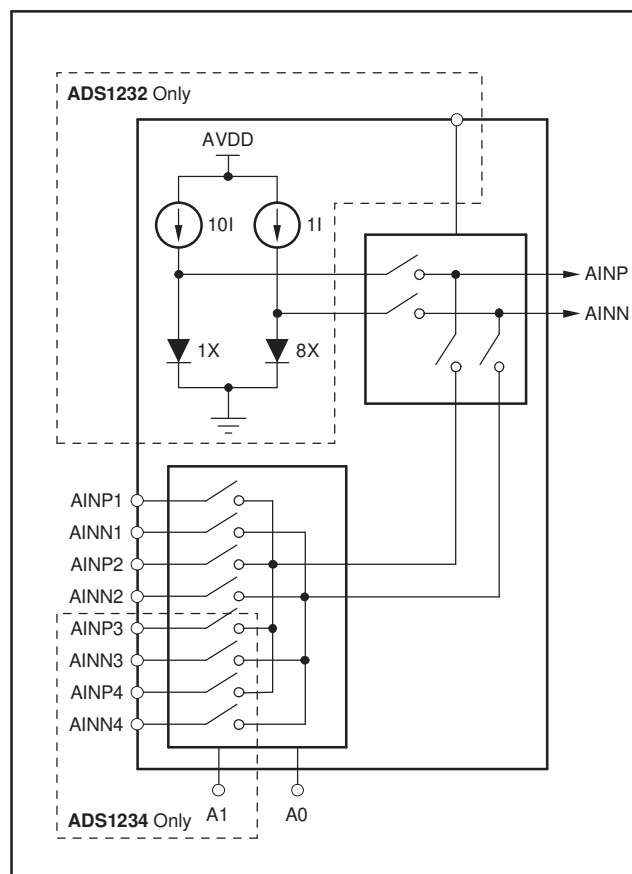 ADS1232 Only
AVDD
10I
1I
AINP
AINN
1X
8X
AINP1
AINN1
AINP2
AINN2
AINP3
AINN3
AINP4
AINN4
A1
A0
ADS1234 Only